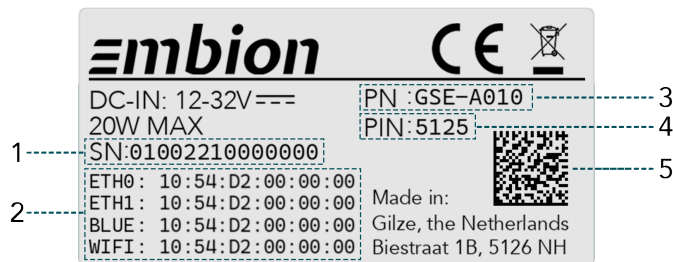 Embion CE
DC-IN: 12-32V
20W MAX
PN :GSE-A010
PIN:5125
SN:01002210000000
ETH0: 10:54:D2:00:00:00
ETH1: 10:54:D2:00:00:00
BLUE: 10:54:D2:00:00:00
WIFI: 10:54:D2:00:00:00
Made in:
Gilze, the Netherlands
Biestraat 1B, 5126 NH
1
2
3
4
5